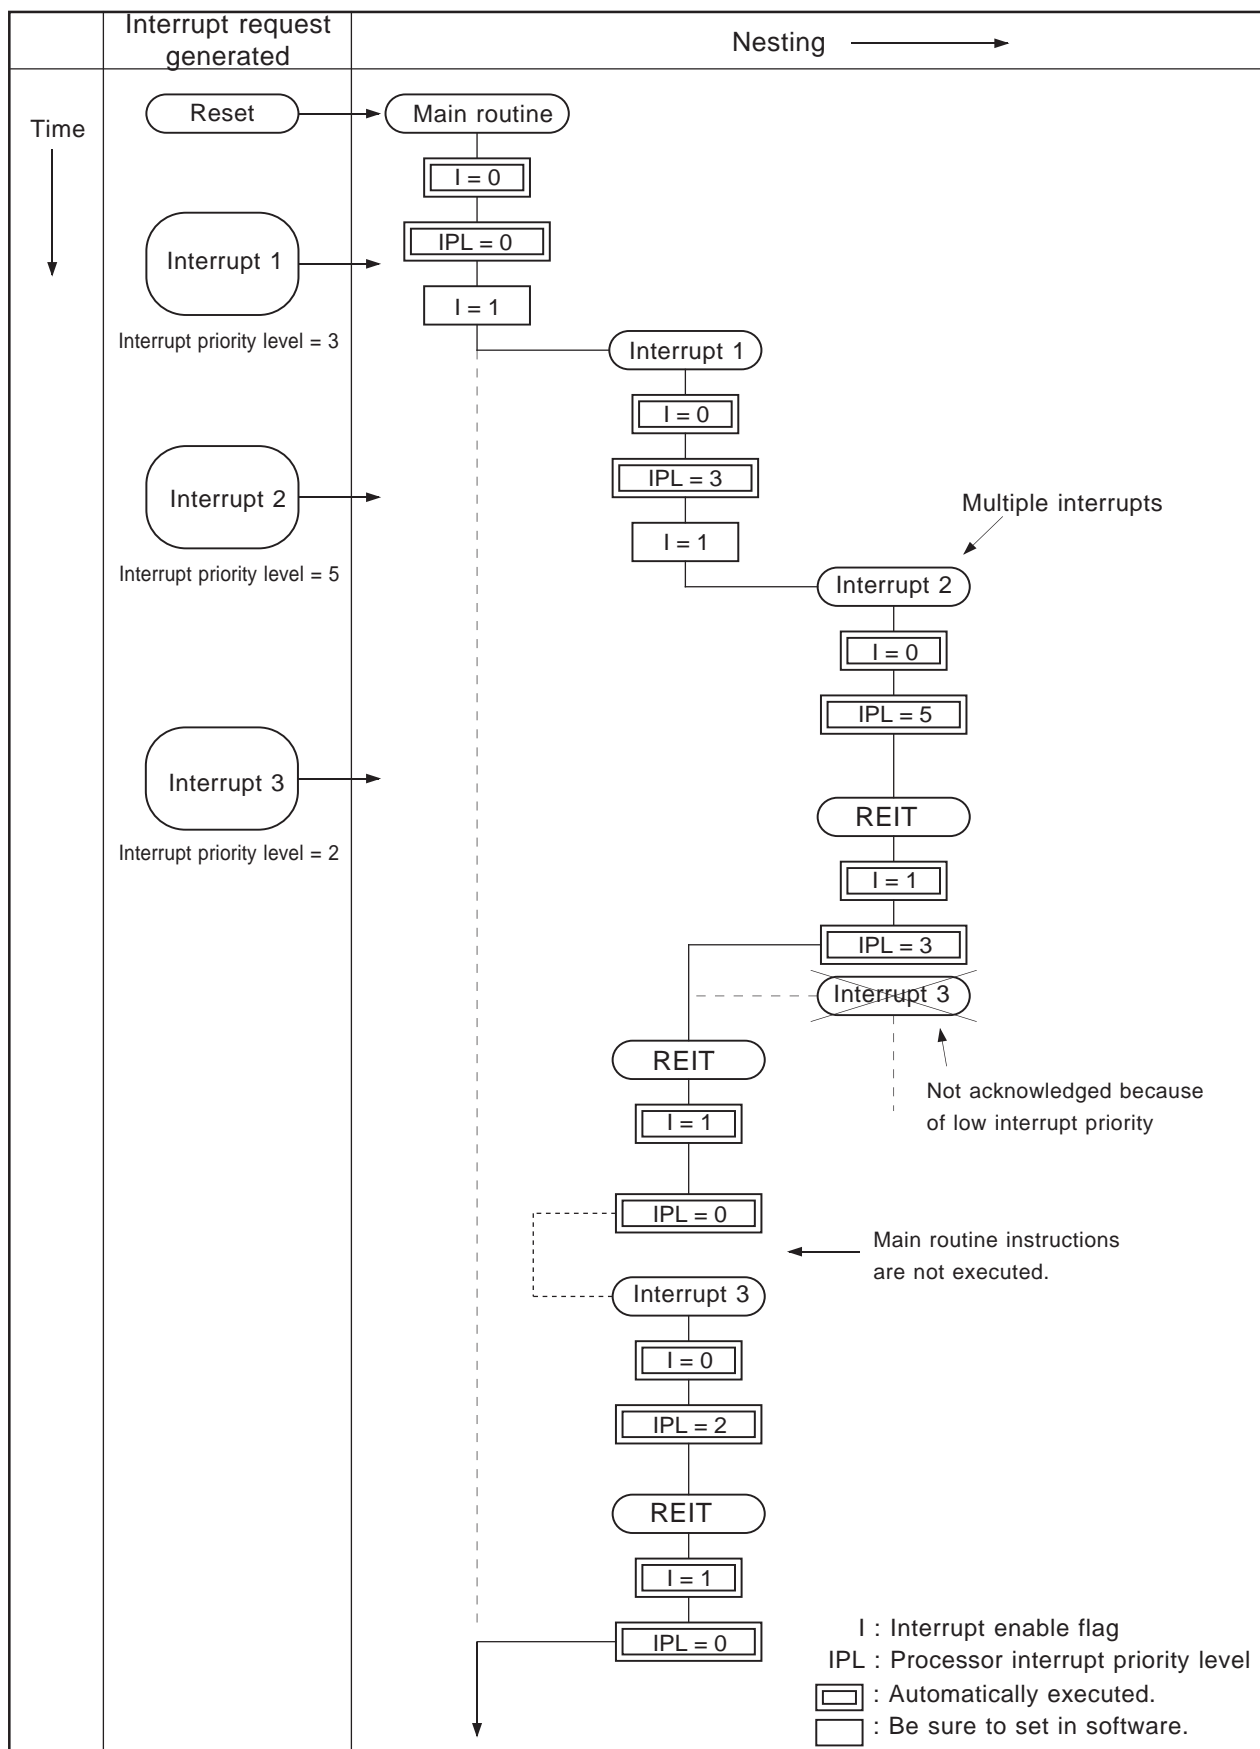 Interrupt request
generated
Nesting
Time
Reset
Main routine
I = 0
Interrupt 1
IPL = 0
I = 1
Interrupt priority level = 3
Interrupt 1
I = 0
IPL = 3
Interrupt 2
Multiple interrupts
I = 1
Interrupt priority level = 5
Interrupt 2
I = 0
IPL = 5
Interrupt 3
REIT
Interrupt priority level = 2
I = 1
IPL = 3
Interrupt 3
REIT
Not acknowledged because
of low interrupt priority
I = 1
IPL = 0
Main routine instructions
are not executed.
Interrupt 3
I = 0
IPL = 2
REIT
I = 1
IPL = 0
I : Interrupt enable flag
IPL : Processor interrupt priority level
: Automatically executed.
: Be sure to set in software.